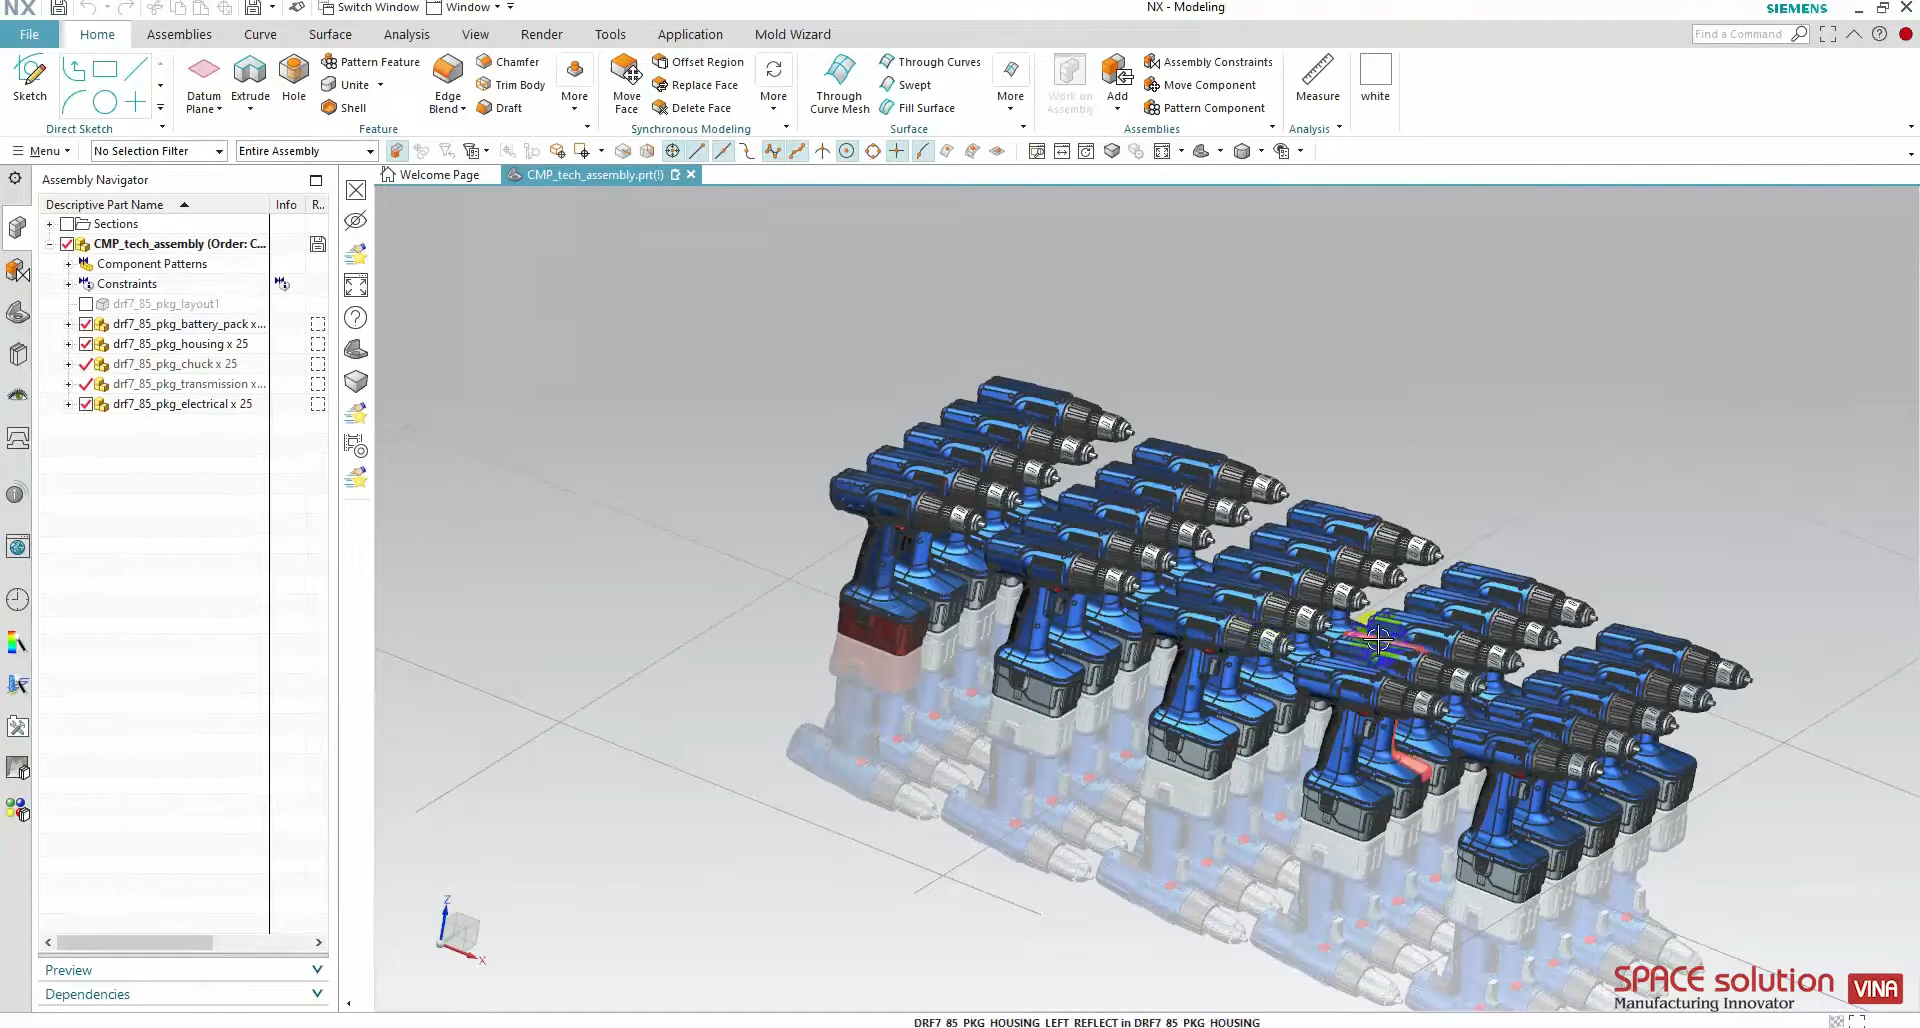 NX
Switch Window
Window
NX - Modeling
SIEMENS
File
Home
Assemblies
Curve
Surface
Analysis
View
Render
Tools
Application
Mold Wizard
Find a Command
Sketch
Direct Sketch
Datum
Plane
Extrude
Hole
Pattern Feature
Unite
Shell
Edge
Blend
Chamfer
Trim Body
Draft
More
Feature
Move
Face
Offset Region
Replace Face
Delete Face
More
Synchronous Modeling
Through
Curve Mesh
Through Curves
Swept
Fill Surface
More
Surface
Work on
Assembly
Add
Assembly Constraints
Move Component
Pattern Component
Assemblies
Measure
Analysis
white
Menu
No Selection Filter
Entire Assembly
Assembly Navigator
Welcome Page
CMP_tech_assembly.prt(!)
Descriptive Part Name
Info
R..
Sections
CMP_tech_assembly (Order: C...
Component Patterns
Constraints
drf7_85_pkg_layout1
drf7_85_pkg_battery_pack x...
drf7_85_pkg_housing x 25
drf7_85_pkg_chuck x 25
drf7_85_pkg_transmission x...
drf7_85_pkg_electrical x 25
Z
X
Preview
Dependencies
SPACE solution
Manufacturing Innovator
VINA
DRF7_85_PKG_HOUSING_LEFT_REFLECT in DRF7_85_PKG_HOUSING